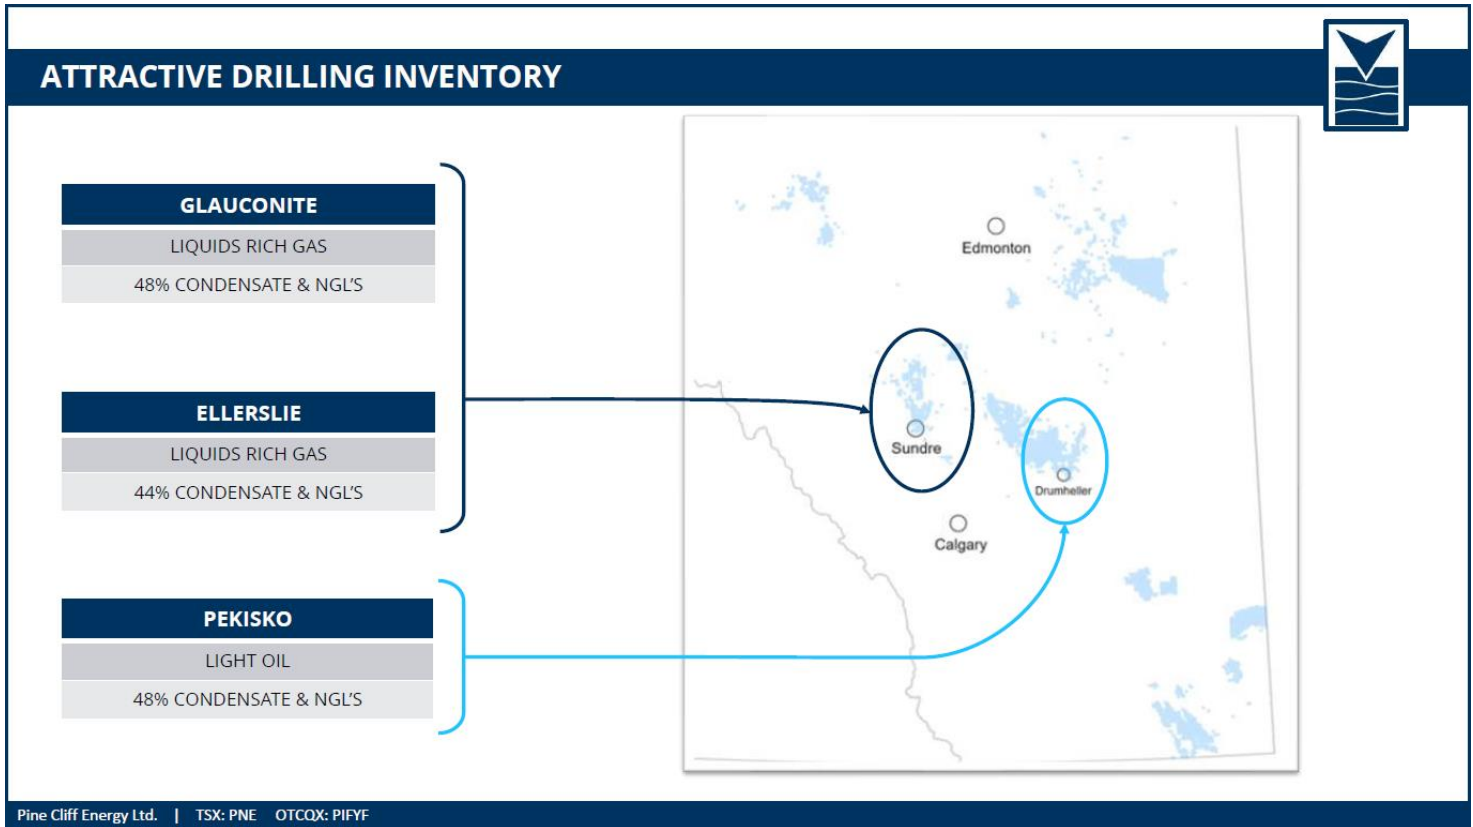 ATTRACTIVE DRILLING INVENTORY
GLAUCONITE
LIQUIDS RICH GAS
48% CONDENSATE & NGL'S
ELLERSLIE
LIQUIDS RICH GAS
44% CONDENSATE & NGL'S
PEKISKO
LIGHT OIL
48% CONDENSATE & NGL'S
Edmonton
Sundre
Drumheller
Calgary
Pine Cliff Energy Ltd. | TSX: PNE OTCQX: PIFYF